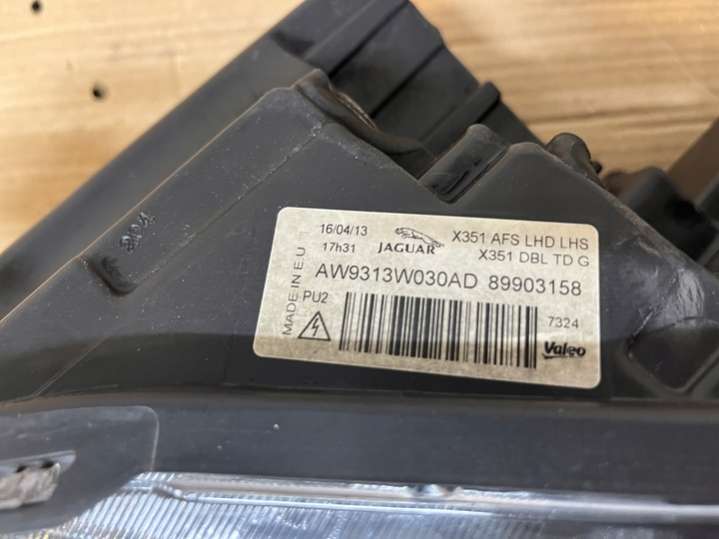 16/04/13
17h31
JAGUAR
X351 AFS LHD LHS
X351 DBL TD G
MADE IN EU
AW9313W030AD 89903158
PU2
7324
Valeo